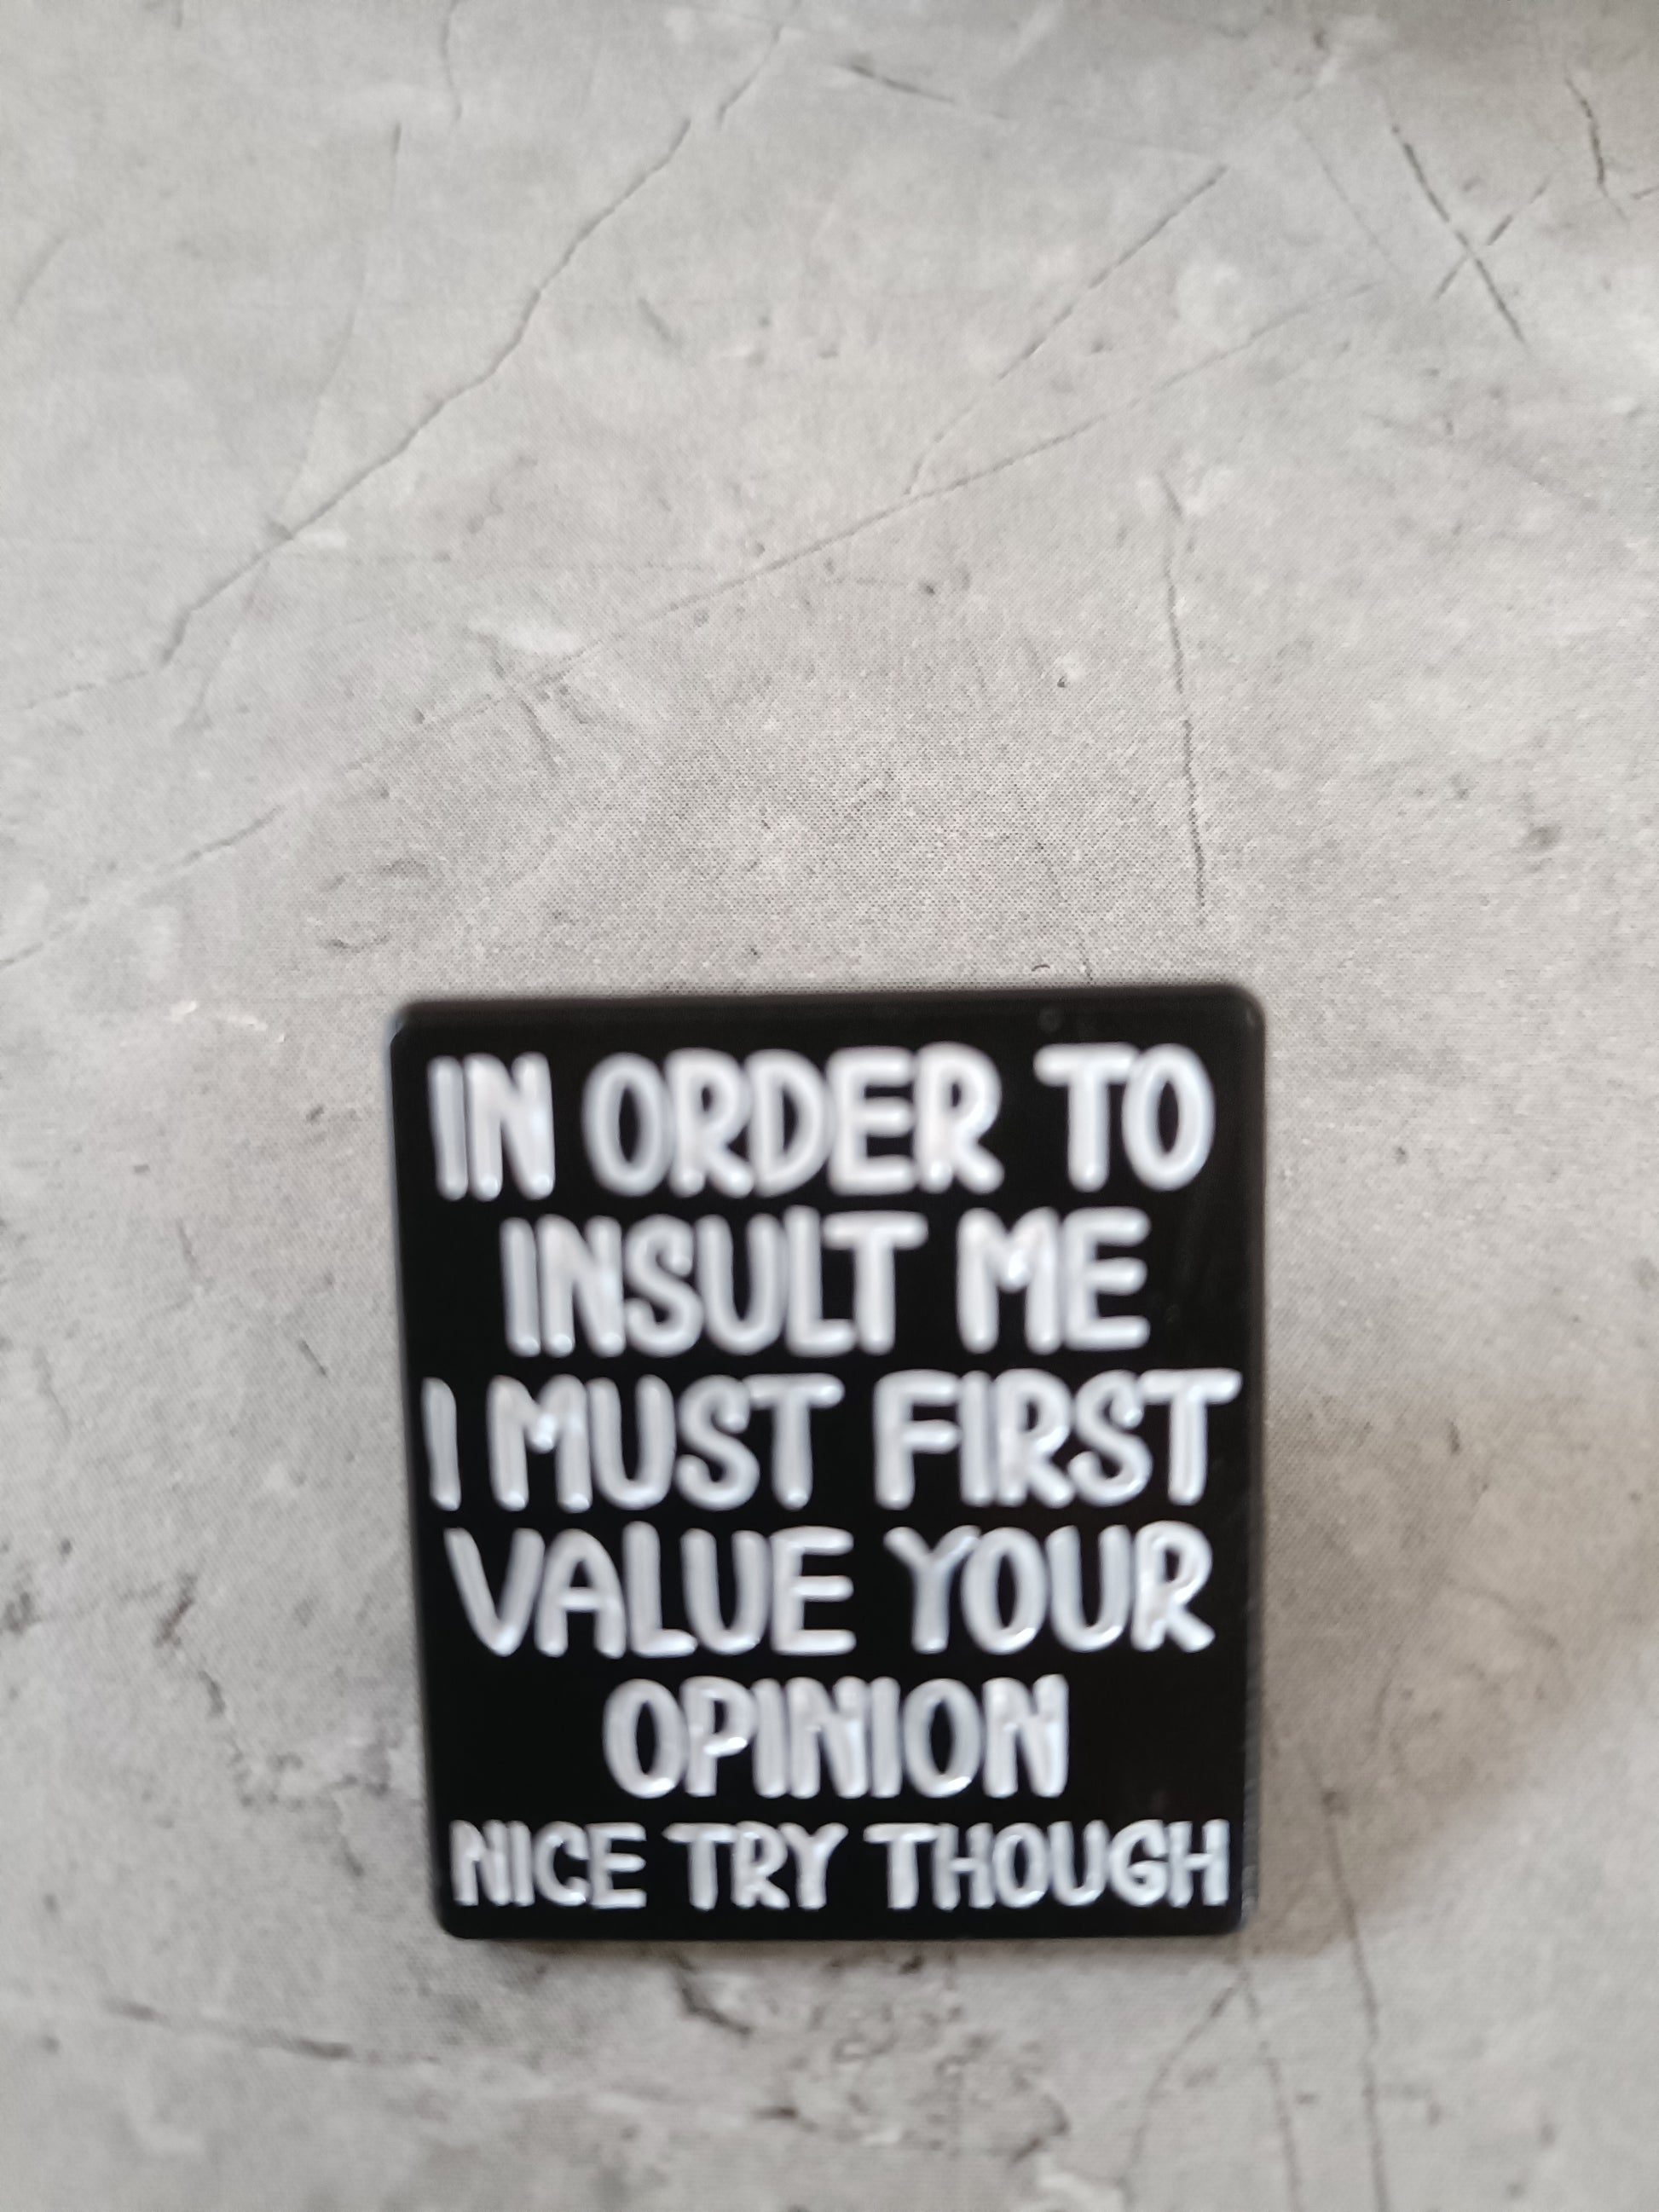 IN ORDER TO
INSULT ME
I MUST FIRST
VALUE YOUR
OPINION
NICE TRY THOUGH